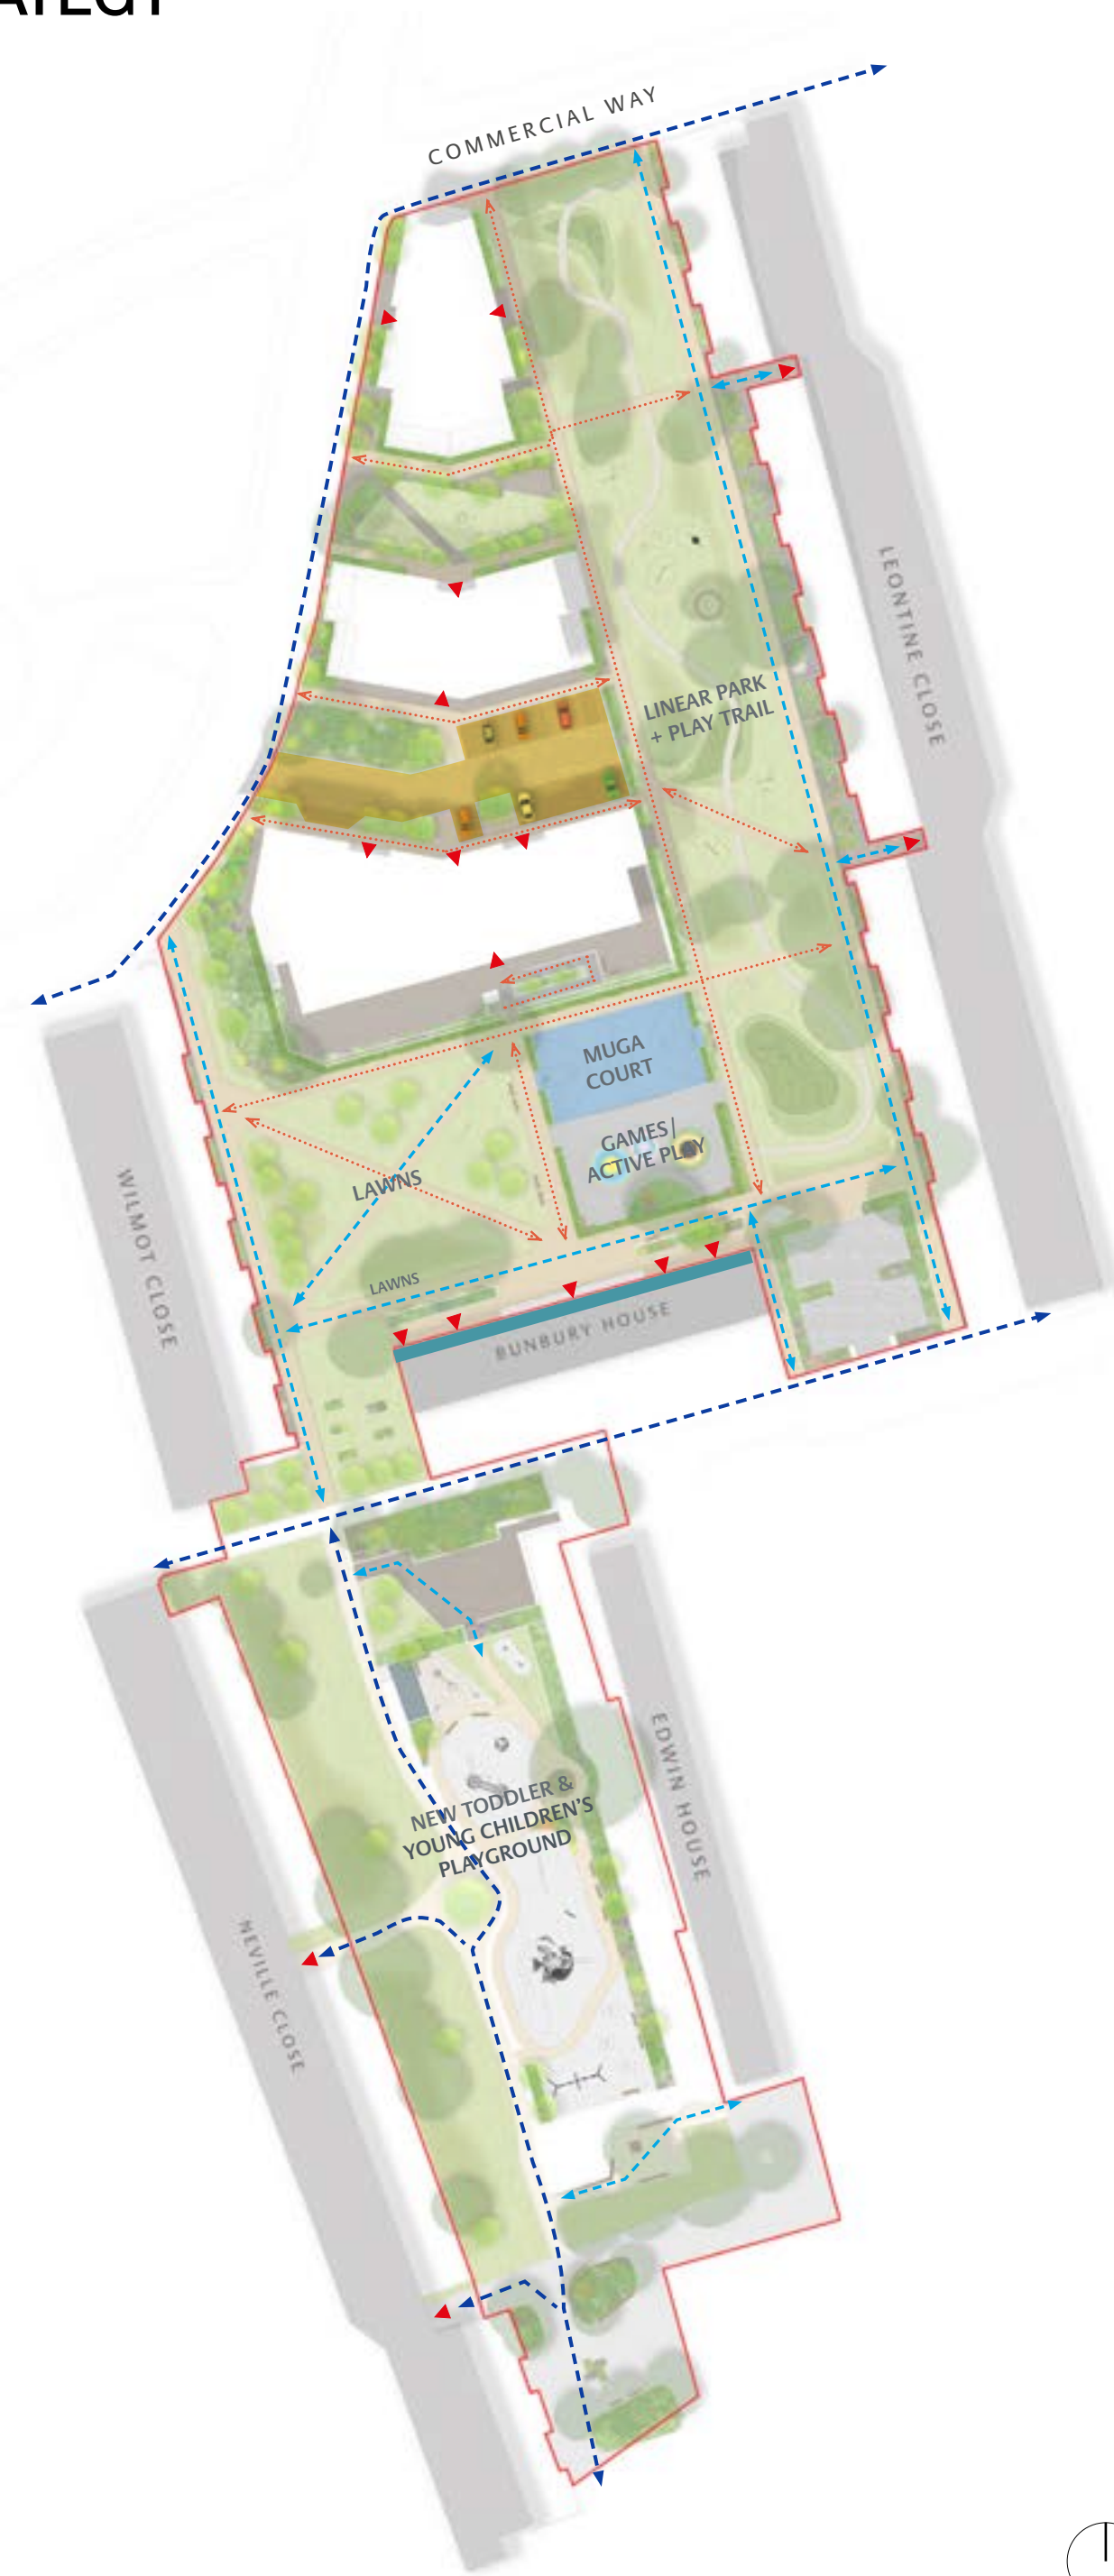 COMMERCIAL WAY
LEONTINE CLOSE
LINEAR PARK
+ PLAY TRAIL
MUGA
COURT
GAMES/
ACTIVE PLAY
LAWNS
WILMOT CLOSE
LAWNS
BUNBURY HOUSE
EDWIN HOUSE
NEW TODDLER &
YOUNG CHILDREN'S
PLAYGROUND
NEVILLE CLOSE